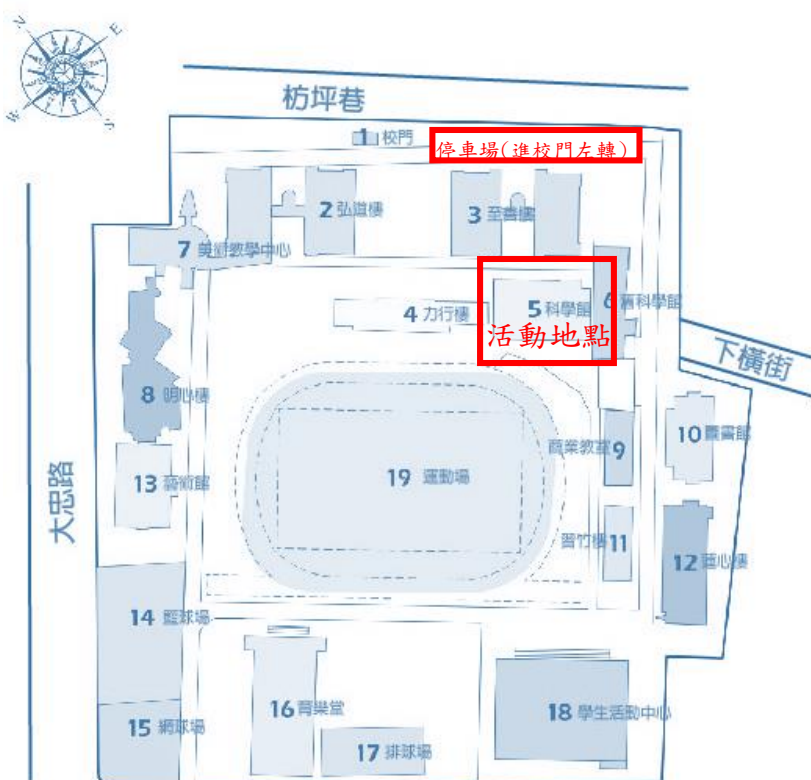 N
E
W
S
枋坪巷
1 校門
停車場(進校門左轉)
2 弘道樓
3 至善樓
7 美術教學中心
4 力行樓
5 科學館
6 舊科學館
活動地點
下橫街
8 明心樓
10 圖書館
商業教室 9
13 藝術館
19 運動場
大忠路
習竹樓 11
12 蓮心樓
14 籃球場
16 育樂堂
18 學生活動中心
15 網球場
17 排球場